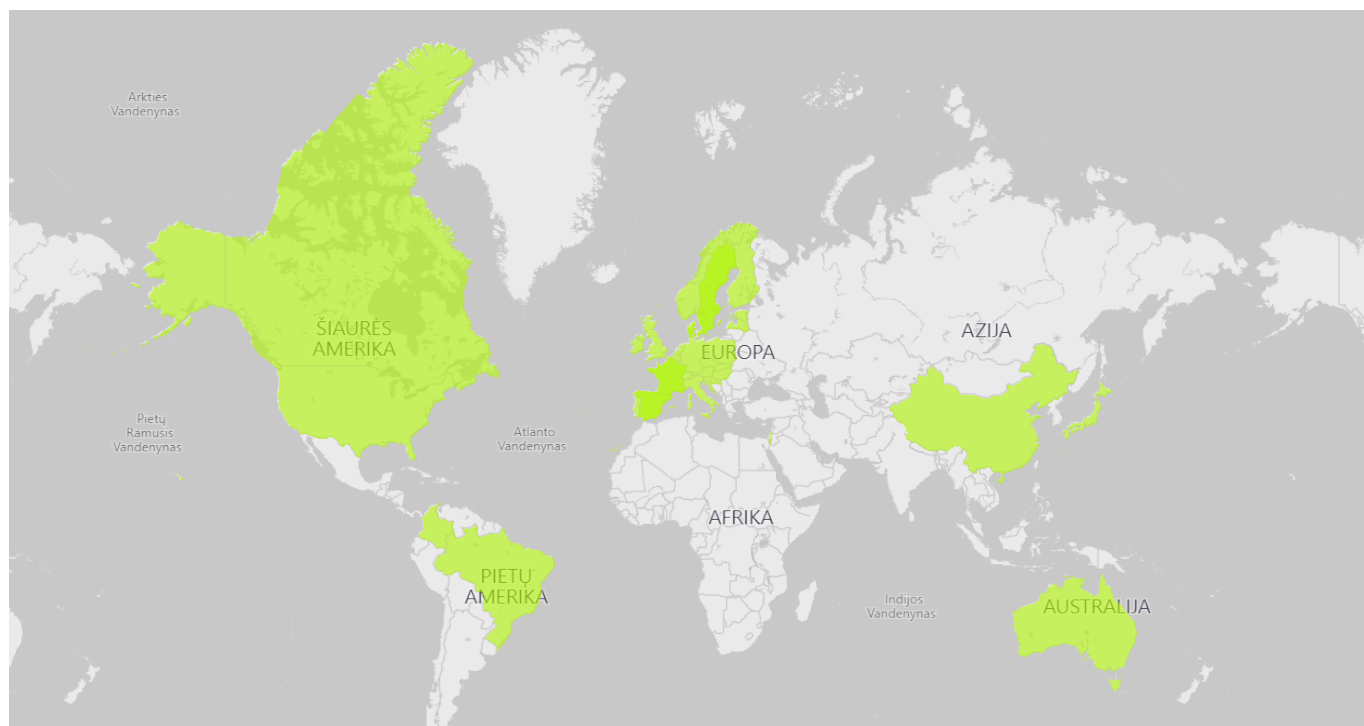 Arkties
Vandenynas
ŠIAURĖS
AMERIKA
EUROPA
AZIJA
Pietų
Ramusis
Vandenynas
Atlanto
Vandenynas
AFRIKA
PIETŲ
AMERIKA
Indijos
Vandenynas
AUSTRALIJA